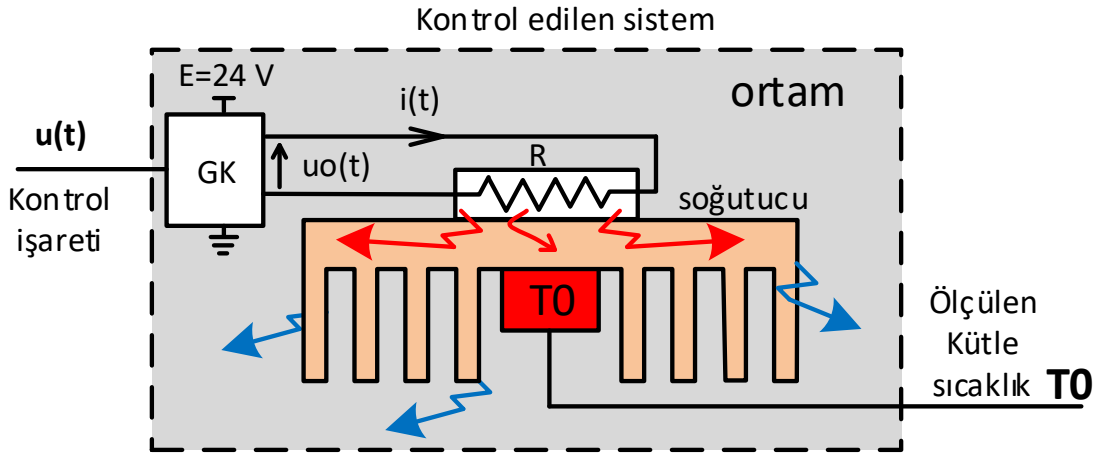 Kontrol edilen sistem
E=24 V
ortam
i(t)
u(t)
R
GK
uo(t)
Kontrol
işareti
soğutucu
T0
Ölçülen
Kütle
sıcaklık T0